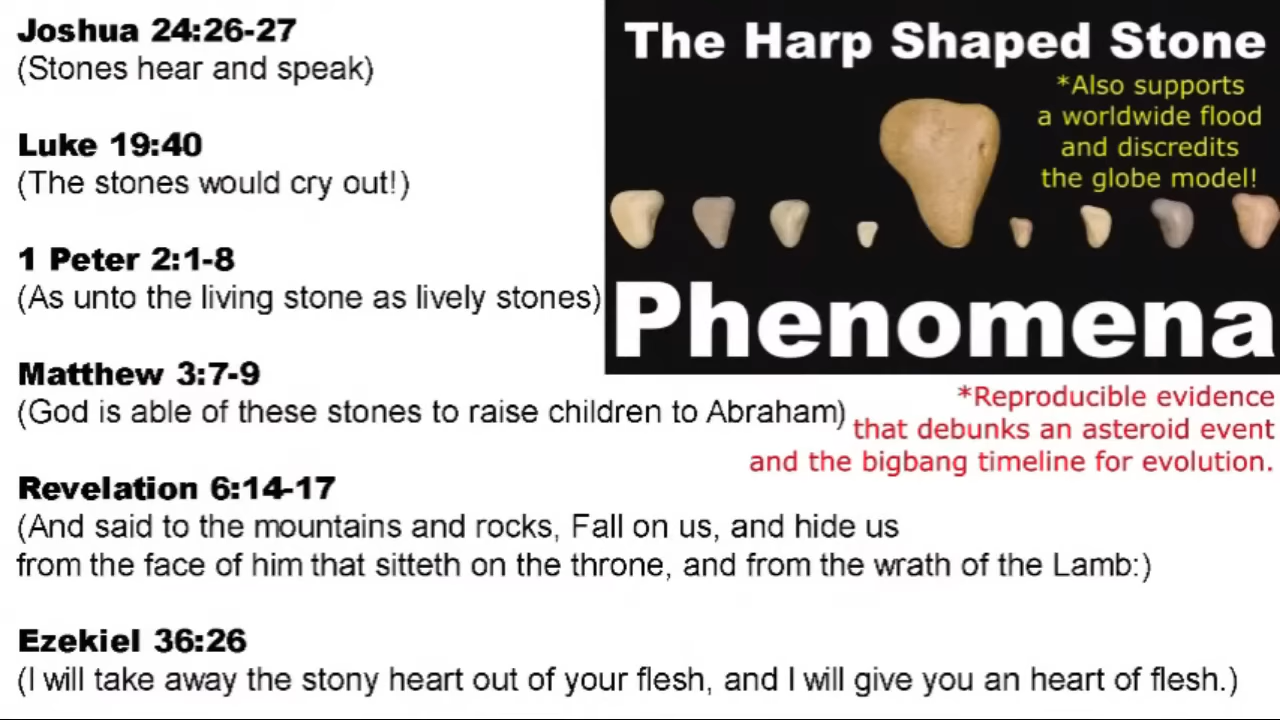 Joshua 24:26-27
(Stones hear and speak)
Luke 19:40
(The stones would cry out!)
1 Peter 2:1-8
(As unto the living stone as lively stones)
Matthew 3:7-9
(God is able of these stones to raise children to Abraham)
Revelation 6:14-17
(And said to the mountains and rocks, Fall on us, and hide us
from the face of him that sitteth on the throne, and from the wrath of the Lamb:)
Ezekiel 36:26
(I will take away the stony heart out of your flesh, and I will give you an heart of flesh.)
The Harp Shaped Stone
*Also supports
a worldwide flood
and discredits
the globe model!
Phenomena
*Reproducible evidence
that debunks an asteroid event
and the bigbang timeline for evolution.